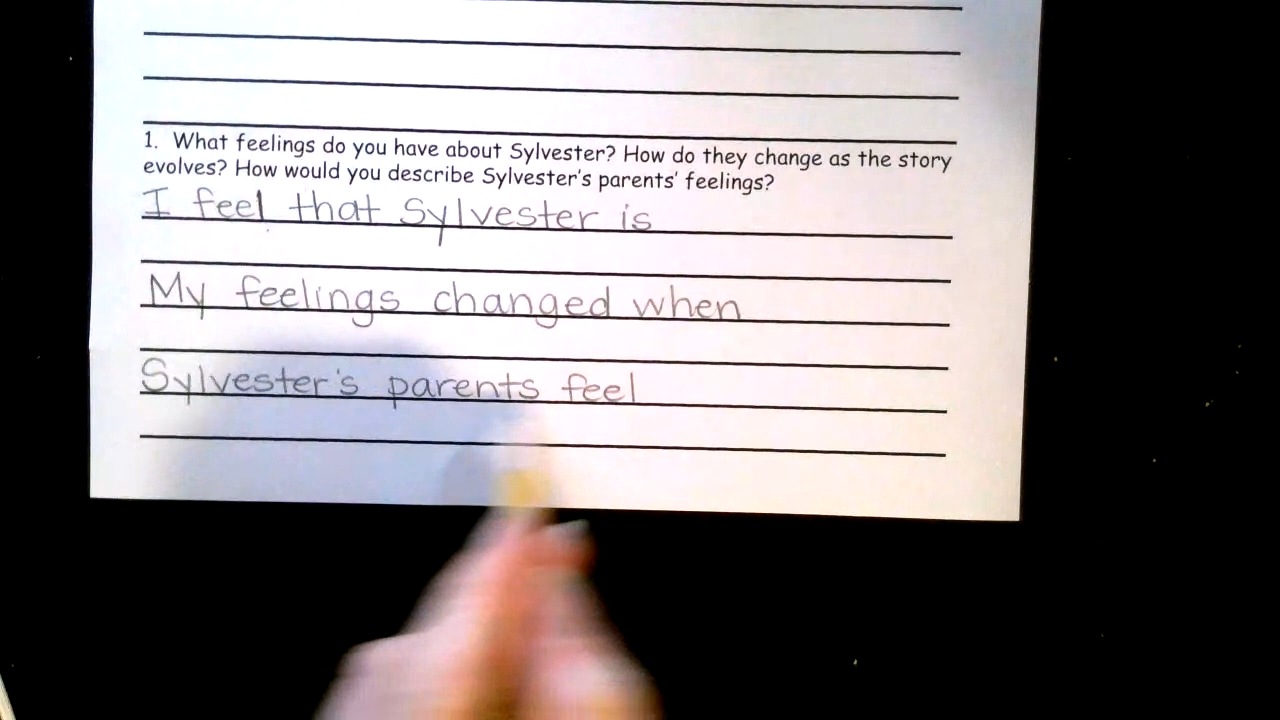 1. What feelings do you have about Sylvester? How do they change as the story
evolves? How would you describe Sylvester's parents' feelings?
I feel that Sylvester is
My feelings changed when
Sylvester's parents feel